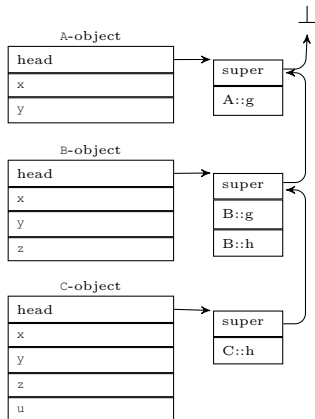 A-object
head
x
y
super
A::g
B-object
head
x
y
z
super
B::g
B::h
C-object
head
x
y
z
u
super
C::h